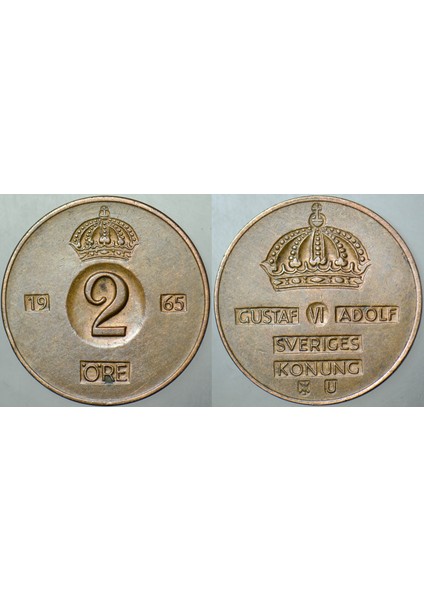 19 2 65
ÖRE
GUSTAF VI ADOLF
SVERIGES
KONUNG
U